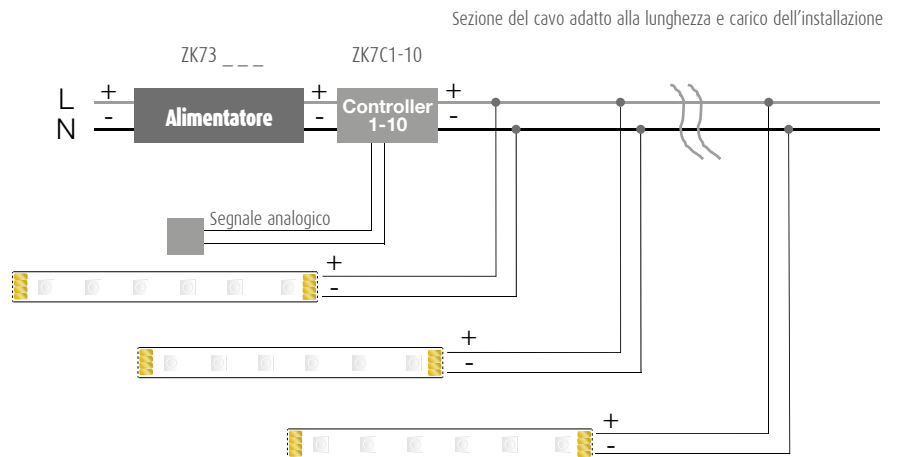 Sezione del cavo adatto alla lunghezza e carico dell'installazione
ZK73 _ _ _
ZK7C1-10
L + + +
Alimentatore
Controller
1-10
N - - -
Segnale analogico
+
-
+
-
+
-